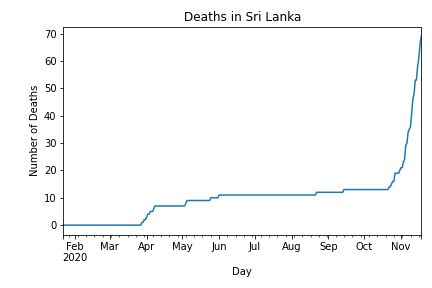 Deaths in Sri Lanka
70
60
50
40
30
20
10
0
Number of Deaths
Feb Mar Apr May Jun Jul Aug Sep Oct Nov
2020
Day